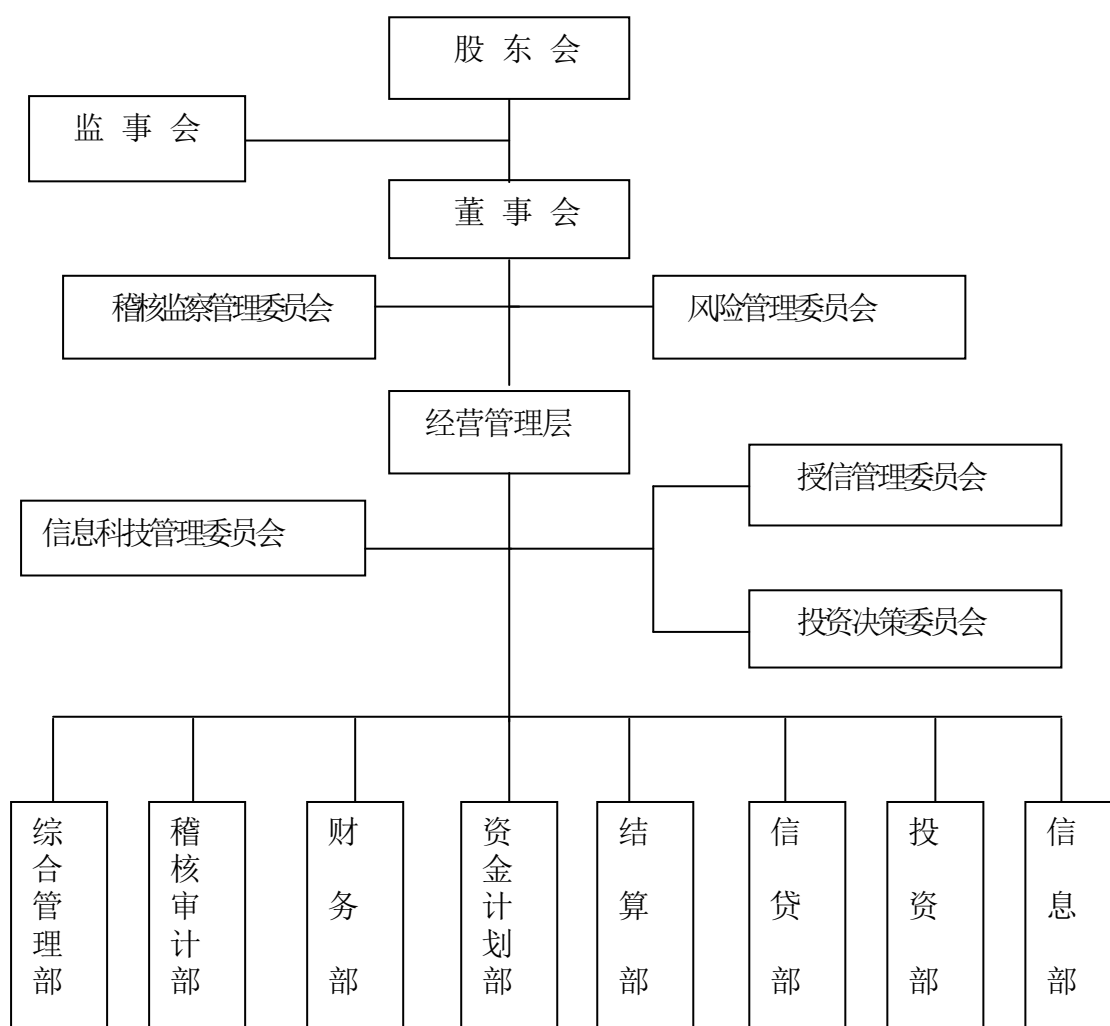 股 东 会
监 事 会
董 事 会
稽核监察管理委员会
风险管理委员会
经营管理层
授信管理委员会
信息科技管理委员会
投资决策委员会
综合管理部
稽核审计部
财务部
资金计划部
结算部
信贷部
投资部
信息部